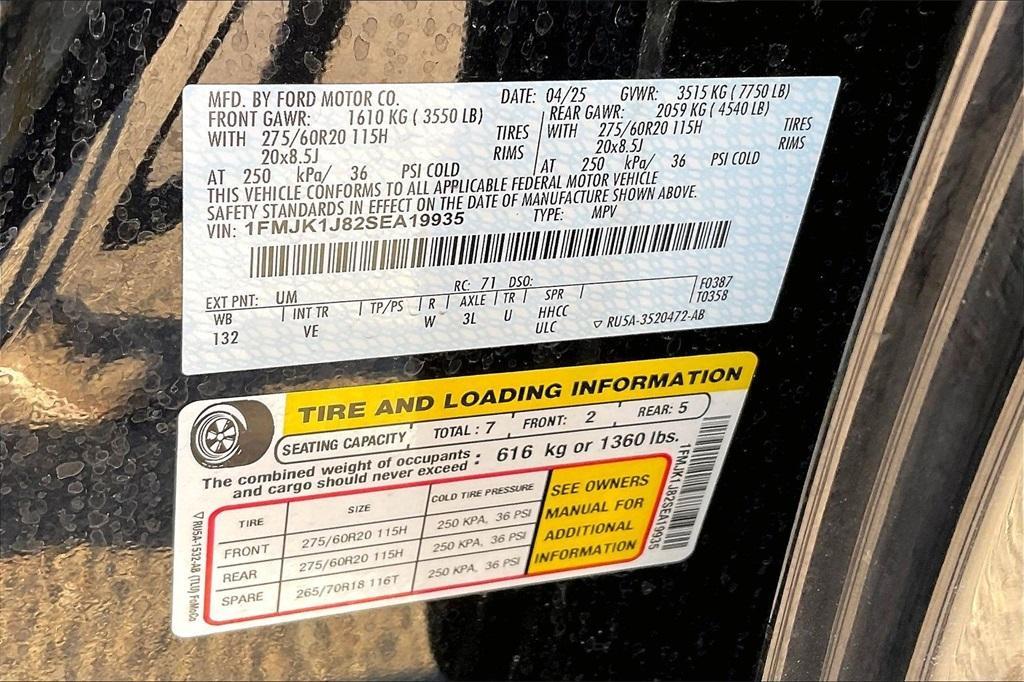 MFD. BY FORD MOTOR CO. DATE: 04/25 GVWR: 3515 KG ( 7750 LB)
FRONT GAWR: 1610 KG ( 3550 LB) REAR GAWR: 2059 KG ( 4540 LB)
WITH 275/60R20 115H TIRES WITH 275/60R20 115H TIRES
20x8.5J RIMS 20x8.5J RIMS
AT 250 kPa/ 36 PSI COLD AT 250 kPa/ 36 PSI COLD
THIS VEHICLE CONFORMS TO ALL APPLICABLE FEDERAL MOTOR VEHICLE
SAFETY STANDARDS IN EFFECT ON THE DATE OF MANUFACTURE SHOWN ABOVE.
VIN: 1FMJK1J82SEA19935 TYPE: MPV
EXT PNT: UM RC: 71 DSO: F0387
WB INT TR TP/PS R AXLE TR SPR T0358
132 VE W 3L U HHCC
ULC ▽ RU5A-3520472-AB
TIRE AND LOADING INFORMATION
SEATING CAPACITY TOTAL : 7 FRONT: 2 REAR: 5
The combined weight of occupants
and cargo should never exceed : 616 kg or 1360 lbs.
TIRE SIZE COLD TIRE PRESSURE
FRONT 275/60R20 115H 250 KPA, 36 PSI
REAR 275/60R20 115H 250 KPA, 36 PSI
SPARE 265/70R18 116T 250 KPA, 36 PSI
SEE OWNERS
MANUAL FOR
ADDITIONAL
INFORMATION
1FMJK1J82SEA19935
▽ RU5A-1532-AB (TLU) FoMoCo